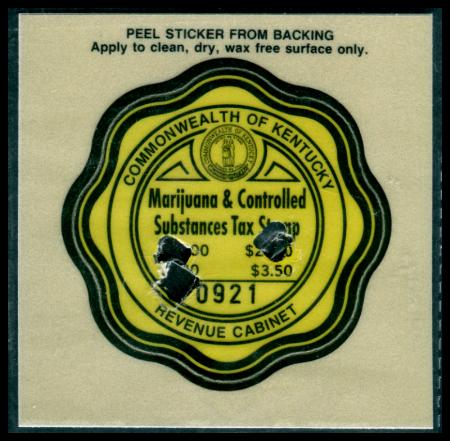 PEEL STICKER FROM BACKING
Apply to clean, dry, wax free surface only.
COMMONWEALTH OF KENTUCKY
Marijuana & Controlled
Substances Tax
$3.50
0921
REVENUE CABINET